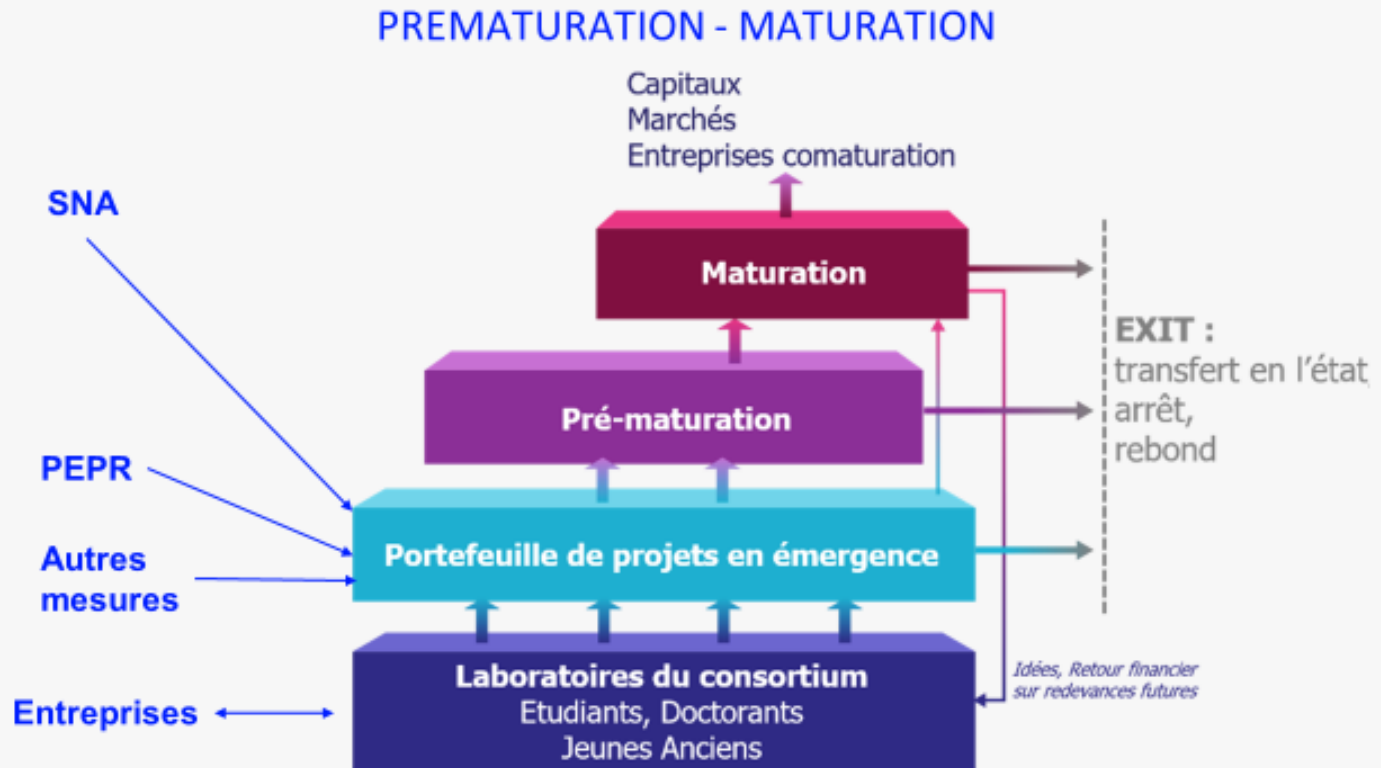 PREMATURATION - MATURATION
Capitaux
Marchés
Entreprises comaturation
SNA
Maturation
EXIT :
transfert en l'état,
arrêt,
rebond
Pré-maturation
PEPR
Autres
mesures
Portefeuille de projets en émergence
Laboratoires du consortium
Etudiants, Doctorants
Jeunes Anciens
Idées, Retour financier
sur redevances futures
Entreprises